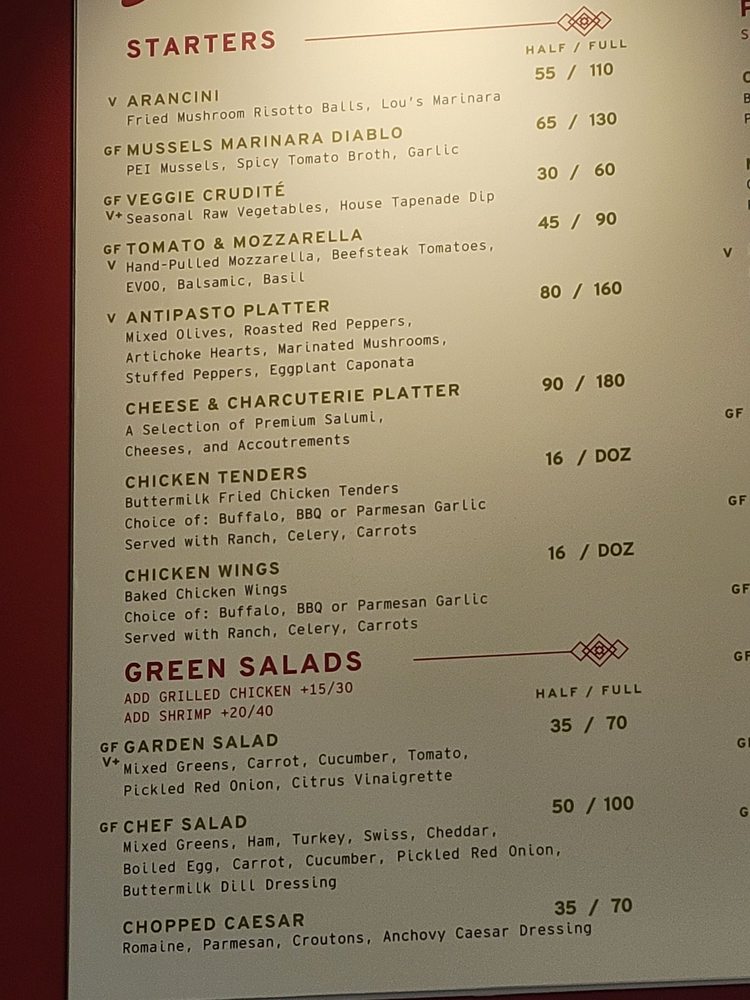 STARTERS
HALF / FULL
V ARANCINI 55 / 110
Fried Mushroom Risotto Balls, Lou's Marinara
GF MUSSELS MARINARA DIABLO 65 / 130
PEI Mussels, Spicy Tomato Broth, Garlic
GF VEGGIE CRUDITÉ 30 / 60
V+ Seasonal Raw Vegetables, House Tapenade Dip
GF TOMATO & MOZZARELLA 45 / 90
V Hand-Pulled Mozzarella, Beefsteak Tomatoes,
EVOO, Balsamic, Basil
V ANTIPASTO PLATTER 80 / 160
Mixed Olives, Roasted Red Peppers,
Artichoke Hearts, Marinated Mushrooms,
Stuffed Peppers, Eggplant Caponata
CHEESE & CHARCUTERIE PLATTER 90 / 180
A Selection of Premium Salumi,
Cheeses, and Accoutrements
CHICKEN TENDERS 16 / DOZ
Buttermilk Fried Chicken Tenders
Choice of: Buffalo, BBQ or Parmesan Garlic
Served with Ranch, Celery, Carrots
CHICKEN WINGS 16 / DOZ
Baked Chicken Wings
Choice of: Buffalo, BBQ or Parmesan Garlic
Served with Ranch, Celery, Carrots
GREEN SALADS
ADD GRILLED CHICKEN +15/30
ADD SHRIMP +20/40
HALF / FULL
GF GARDEN SALAD 35 / 70
V+ Mixed Greens, Carrot, Cucumber, Tomato,
Pickled Red Onion, Citrus Vinaigrette
GF CHEF SALAD 50 / 100
Mixed Greens, Ham, Turkey, Swiss, Cheddar,
Boiled Egg, Carrot, Cucumber, Pickled Red Onion,
Buttermilk Dill Dressing
CHOPPED CAESAR 35 / 70
Romaine, Parmesan, Croutons, Anchovy Caesar Dressing
V
GF
GF
GF
GF